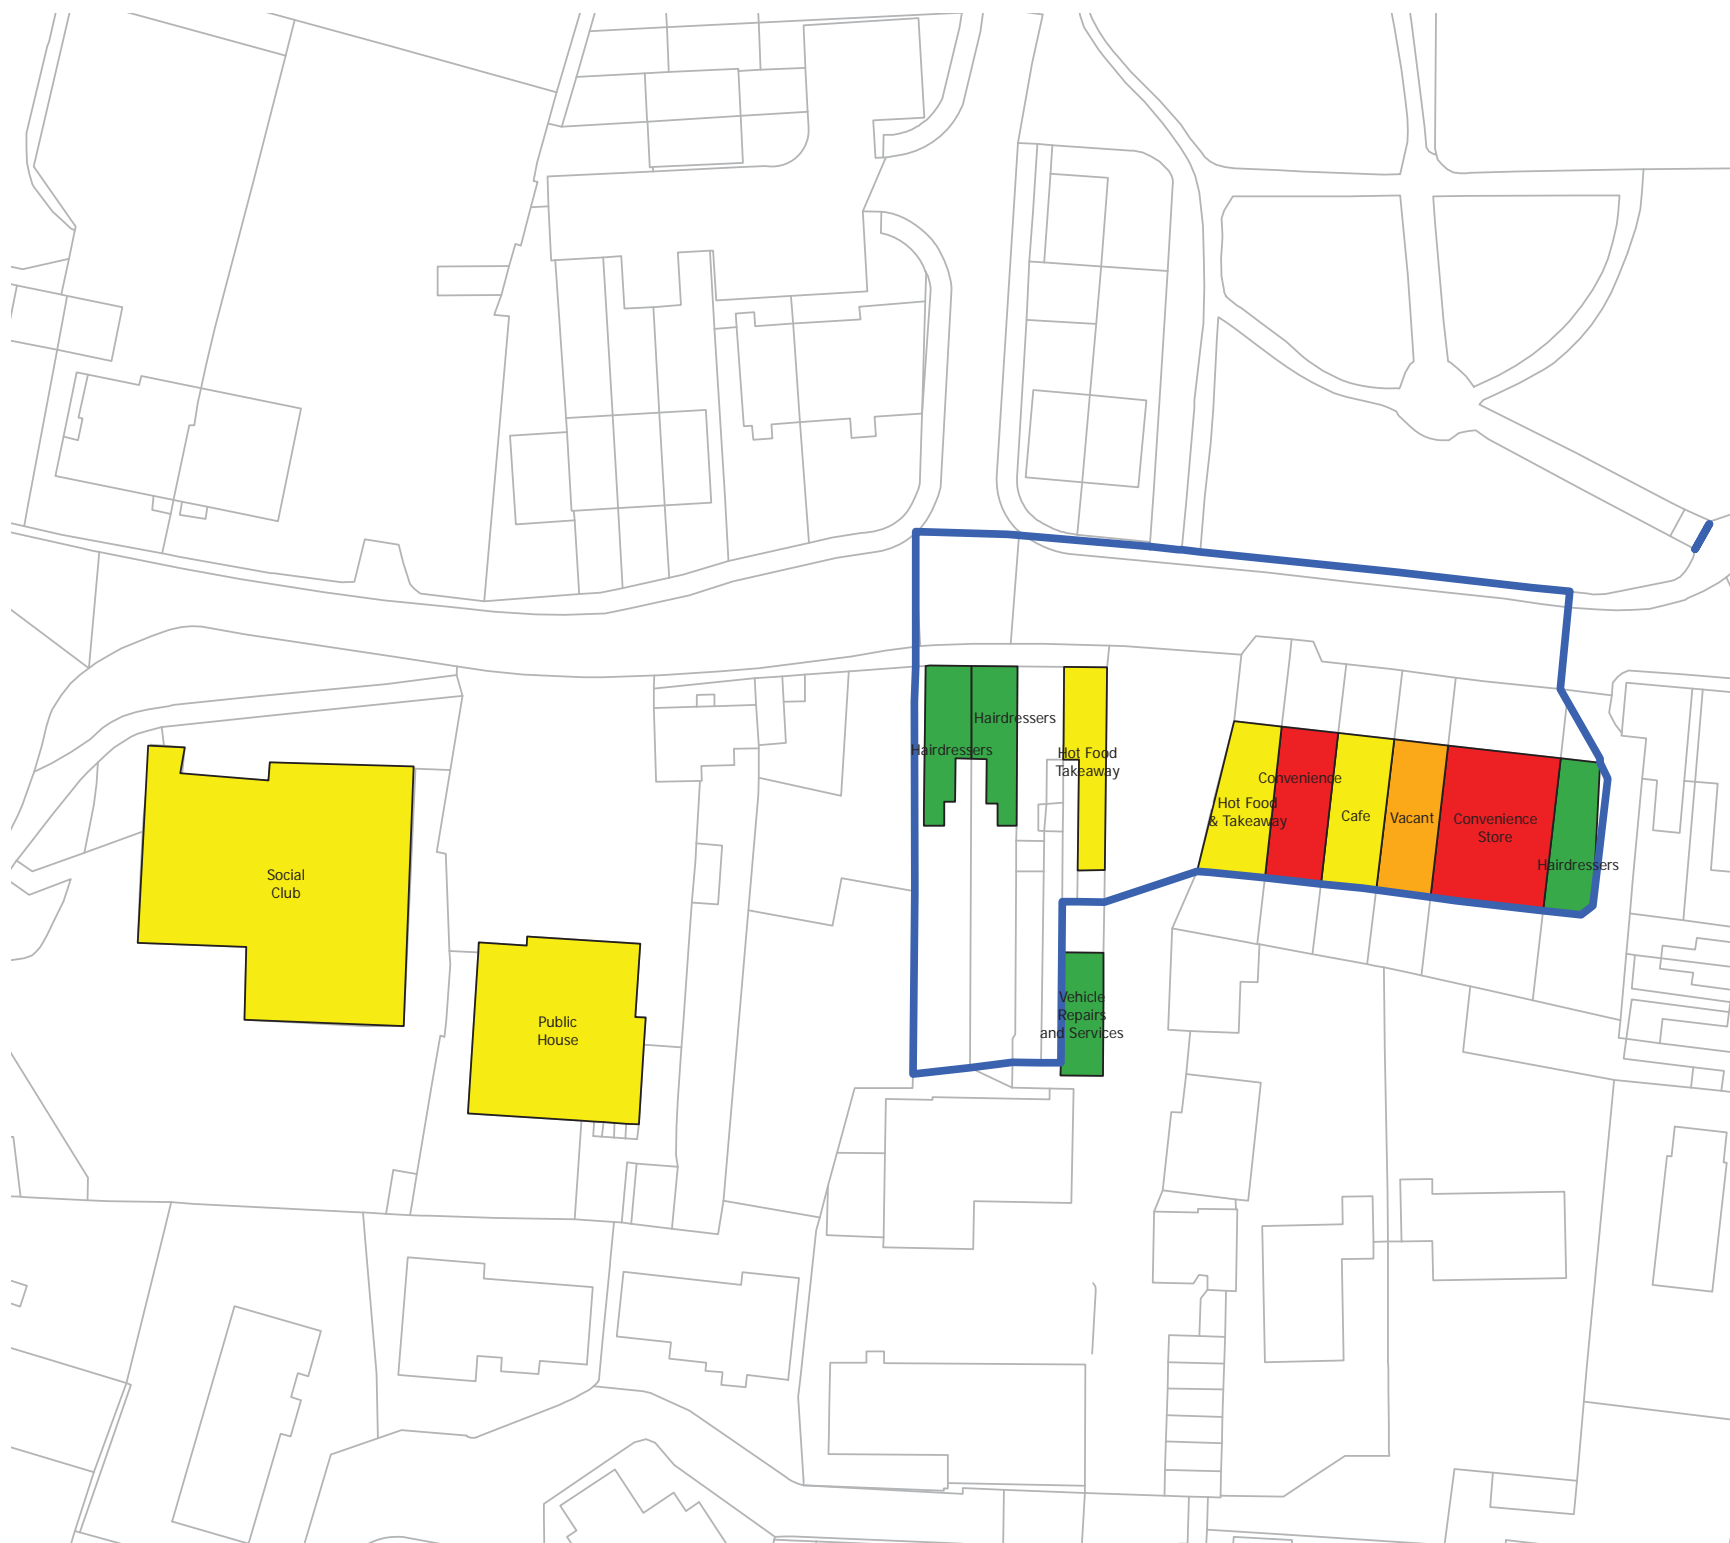 Hairdressers
Hairdressers
Hot Food
Takeaway
Convenience
Hot Food
& Takeaway
Cafe
Vacant
Convenience
Store
Hairdressers
Social
Club
Public
House
Vehicle
Repairs
and Services